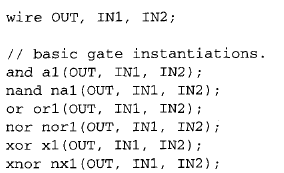 wire OUT, IN1, IN2;
// basic gate instantiations.
and a1(OUT, IN1, IN2);
nand na1(OUT, IN1, IN2);
or or1(OUT, IN1, IN2);
nor nor1(OUT, IN1, IN2);
xor x1(OUT, IN1, IN2);
xnor nx1(OUT, IN1, IN2);